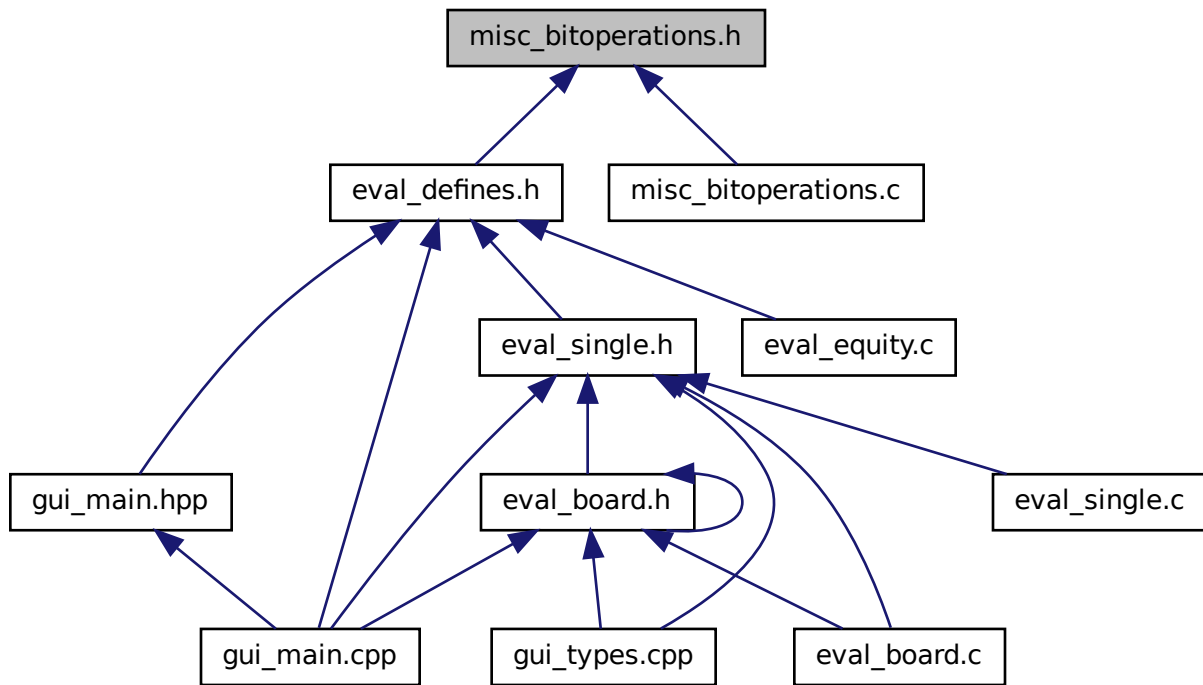 misc_bitoperations.h
eval_defines.h
misc_bitoperations.c
eval_single.h
eval_equity.c
gui_main.hpp
eval_board.h
eval_single.c
gui_main.cpp
gui_types.cpp
eval_board.c